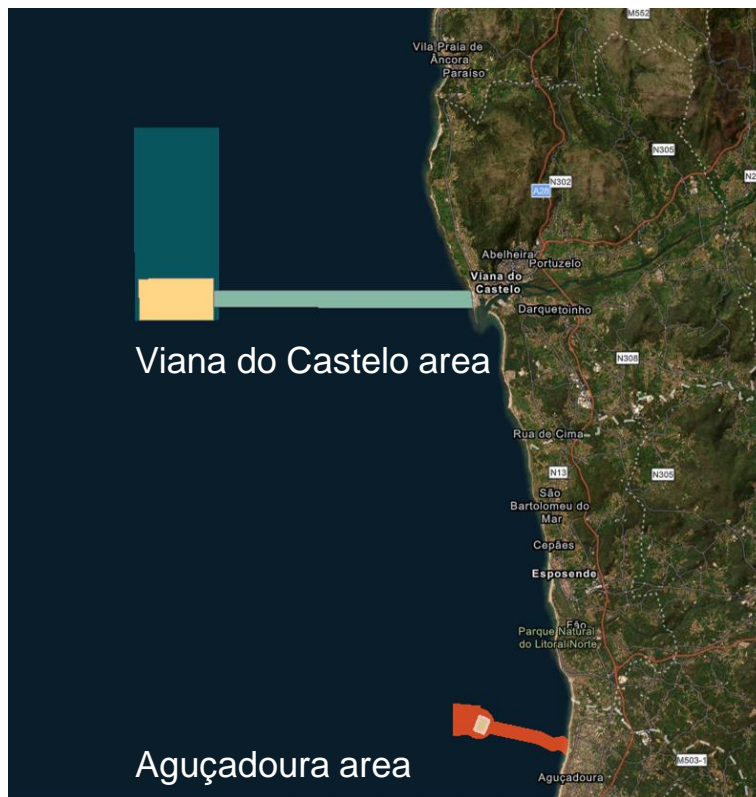 M552
Vila Praia de
Âncora
Paraíso
N305
N302
A28
Abelheira
Portuzelo
Viana do
Castelo
Darquetoinho
Viana do Castelo area
N308
Rua de Cima
N13
N305
São
Bartolomeu do
Mar
Cepães
Esposende
Fão
Parque Natural
do Litoral Norte
Aguçadoura area
M503-1
Aguçadoura